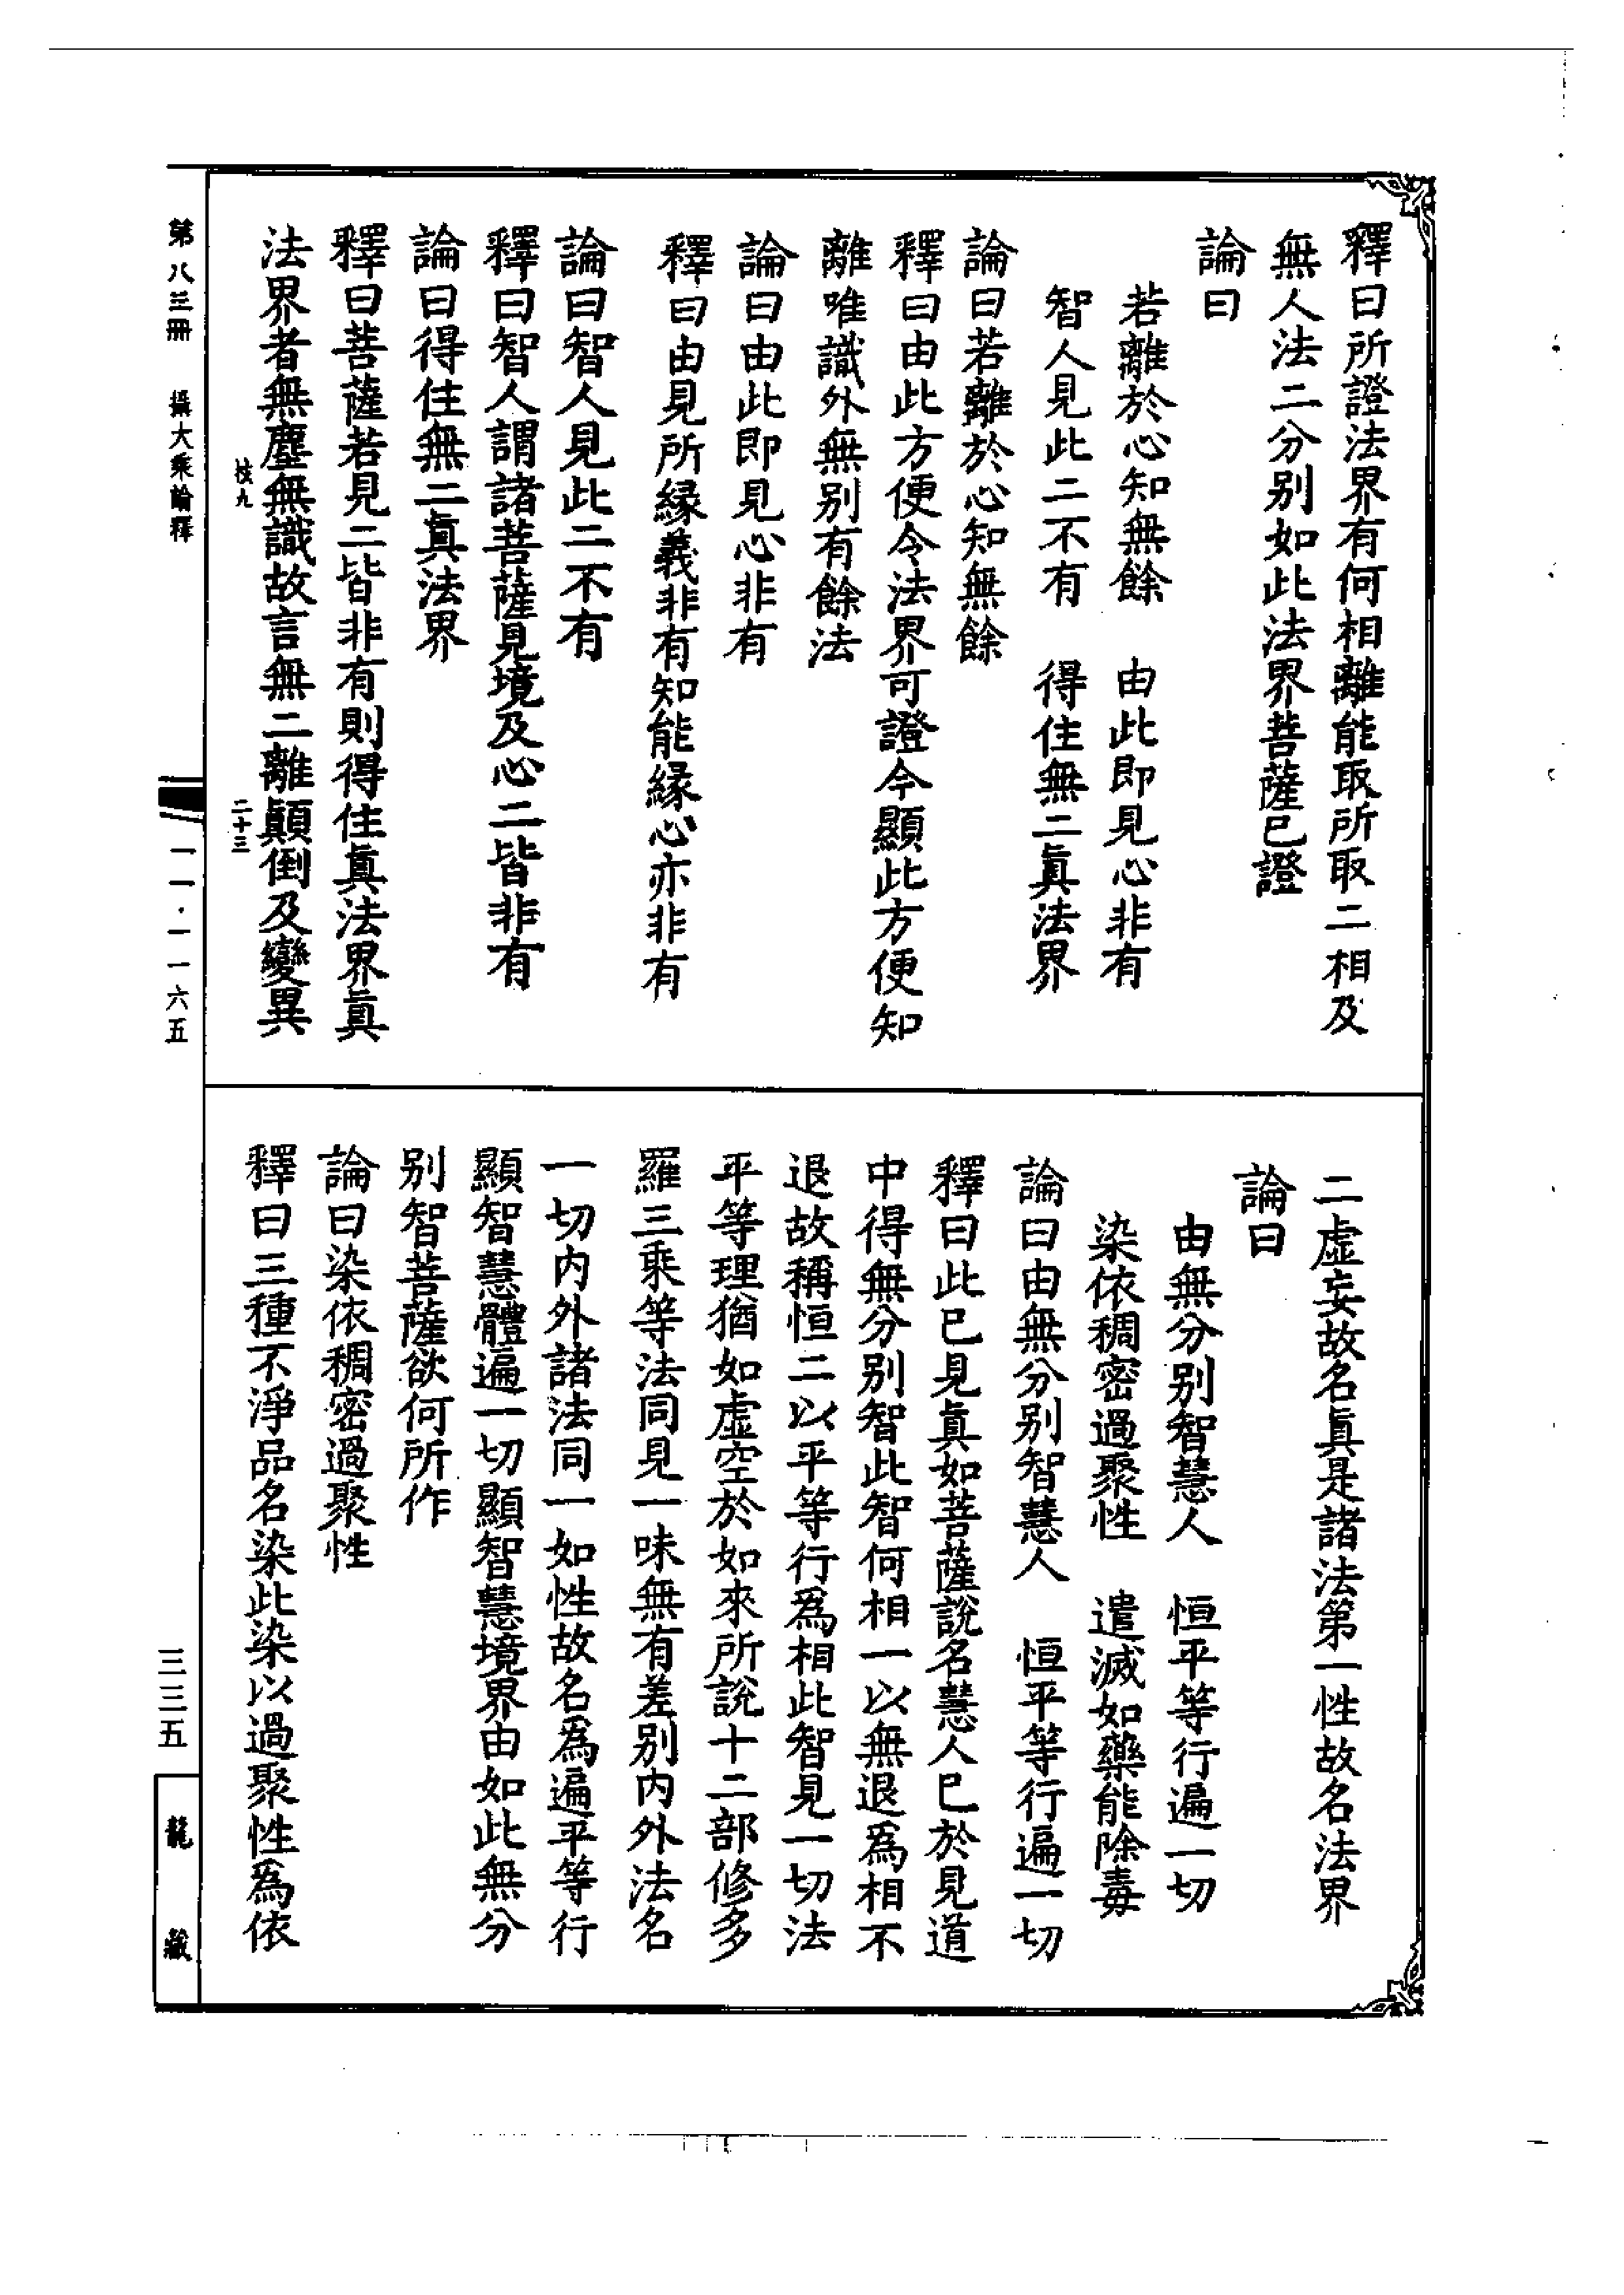 釋曰所證法界有何相離能取所取二相及
無人法二分别如此法界菩薩已證
論曰
若離於心知無餘　由此即見心非有
智人見此二不有　得住無二眞法界
論曰若離於心知無餘
釋曰由此方便令法界可證今顯此方便知
離唯識外無别有餘法
論曰由此即見心非有
釋曰由見所縁義非有知能縁心亦非有
論曰智人見此二不有
釋曰智人謂諸菩薩見境及心二皆非有
論曰得住無二眞法界
釋曰菩薩若見二皆非有則得住眞法界眞
法界者無塵無識故言無二離顚倒及變異
二虛妄故名眞是諸法第一性故名法界
論曰
由無分别智慧人　恒平等行遍一切
染依稠密過聚性　遣滅如藥能除毒
論曰由無分别智慧人　恒平等行遍一切
釋曰此已見眞如菩薩說名慧人已於見道
中得無分别智此智何相一以無退爲相不
退故稱恒二以平等行爲相此智見一切法
平等理猶如虛空於如來所說十二部修多
羅三乘等法同見一味無有差别内外法名
一切内外諸法同一如性故名爲遍平等行
顯智慧體遍一切顯智慧境界由如此無分
别智菩薩欲何所作
論曰染依稠密過聚性
釋曰三種不淨品名染此染以過聚性爲依
第八三冊　攝大乘論釋
枝九　二十三
一一·一一六五
三三五
龍藏